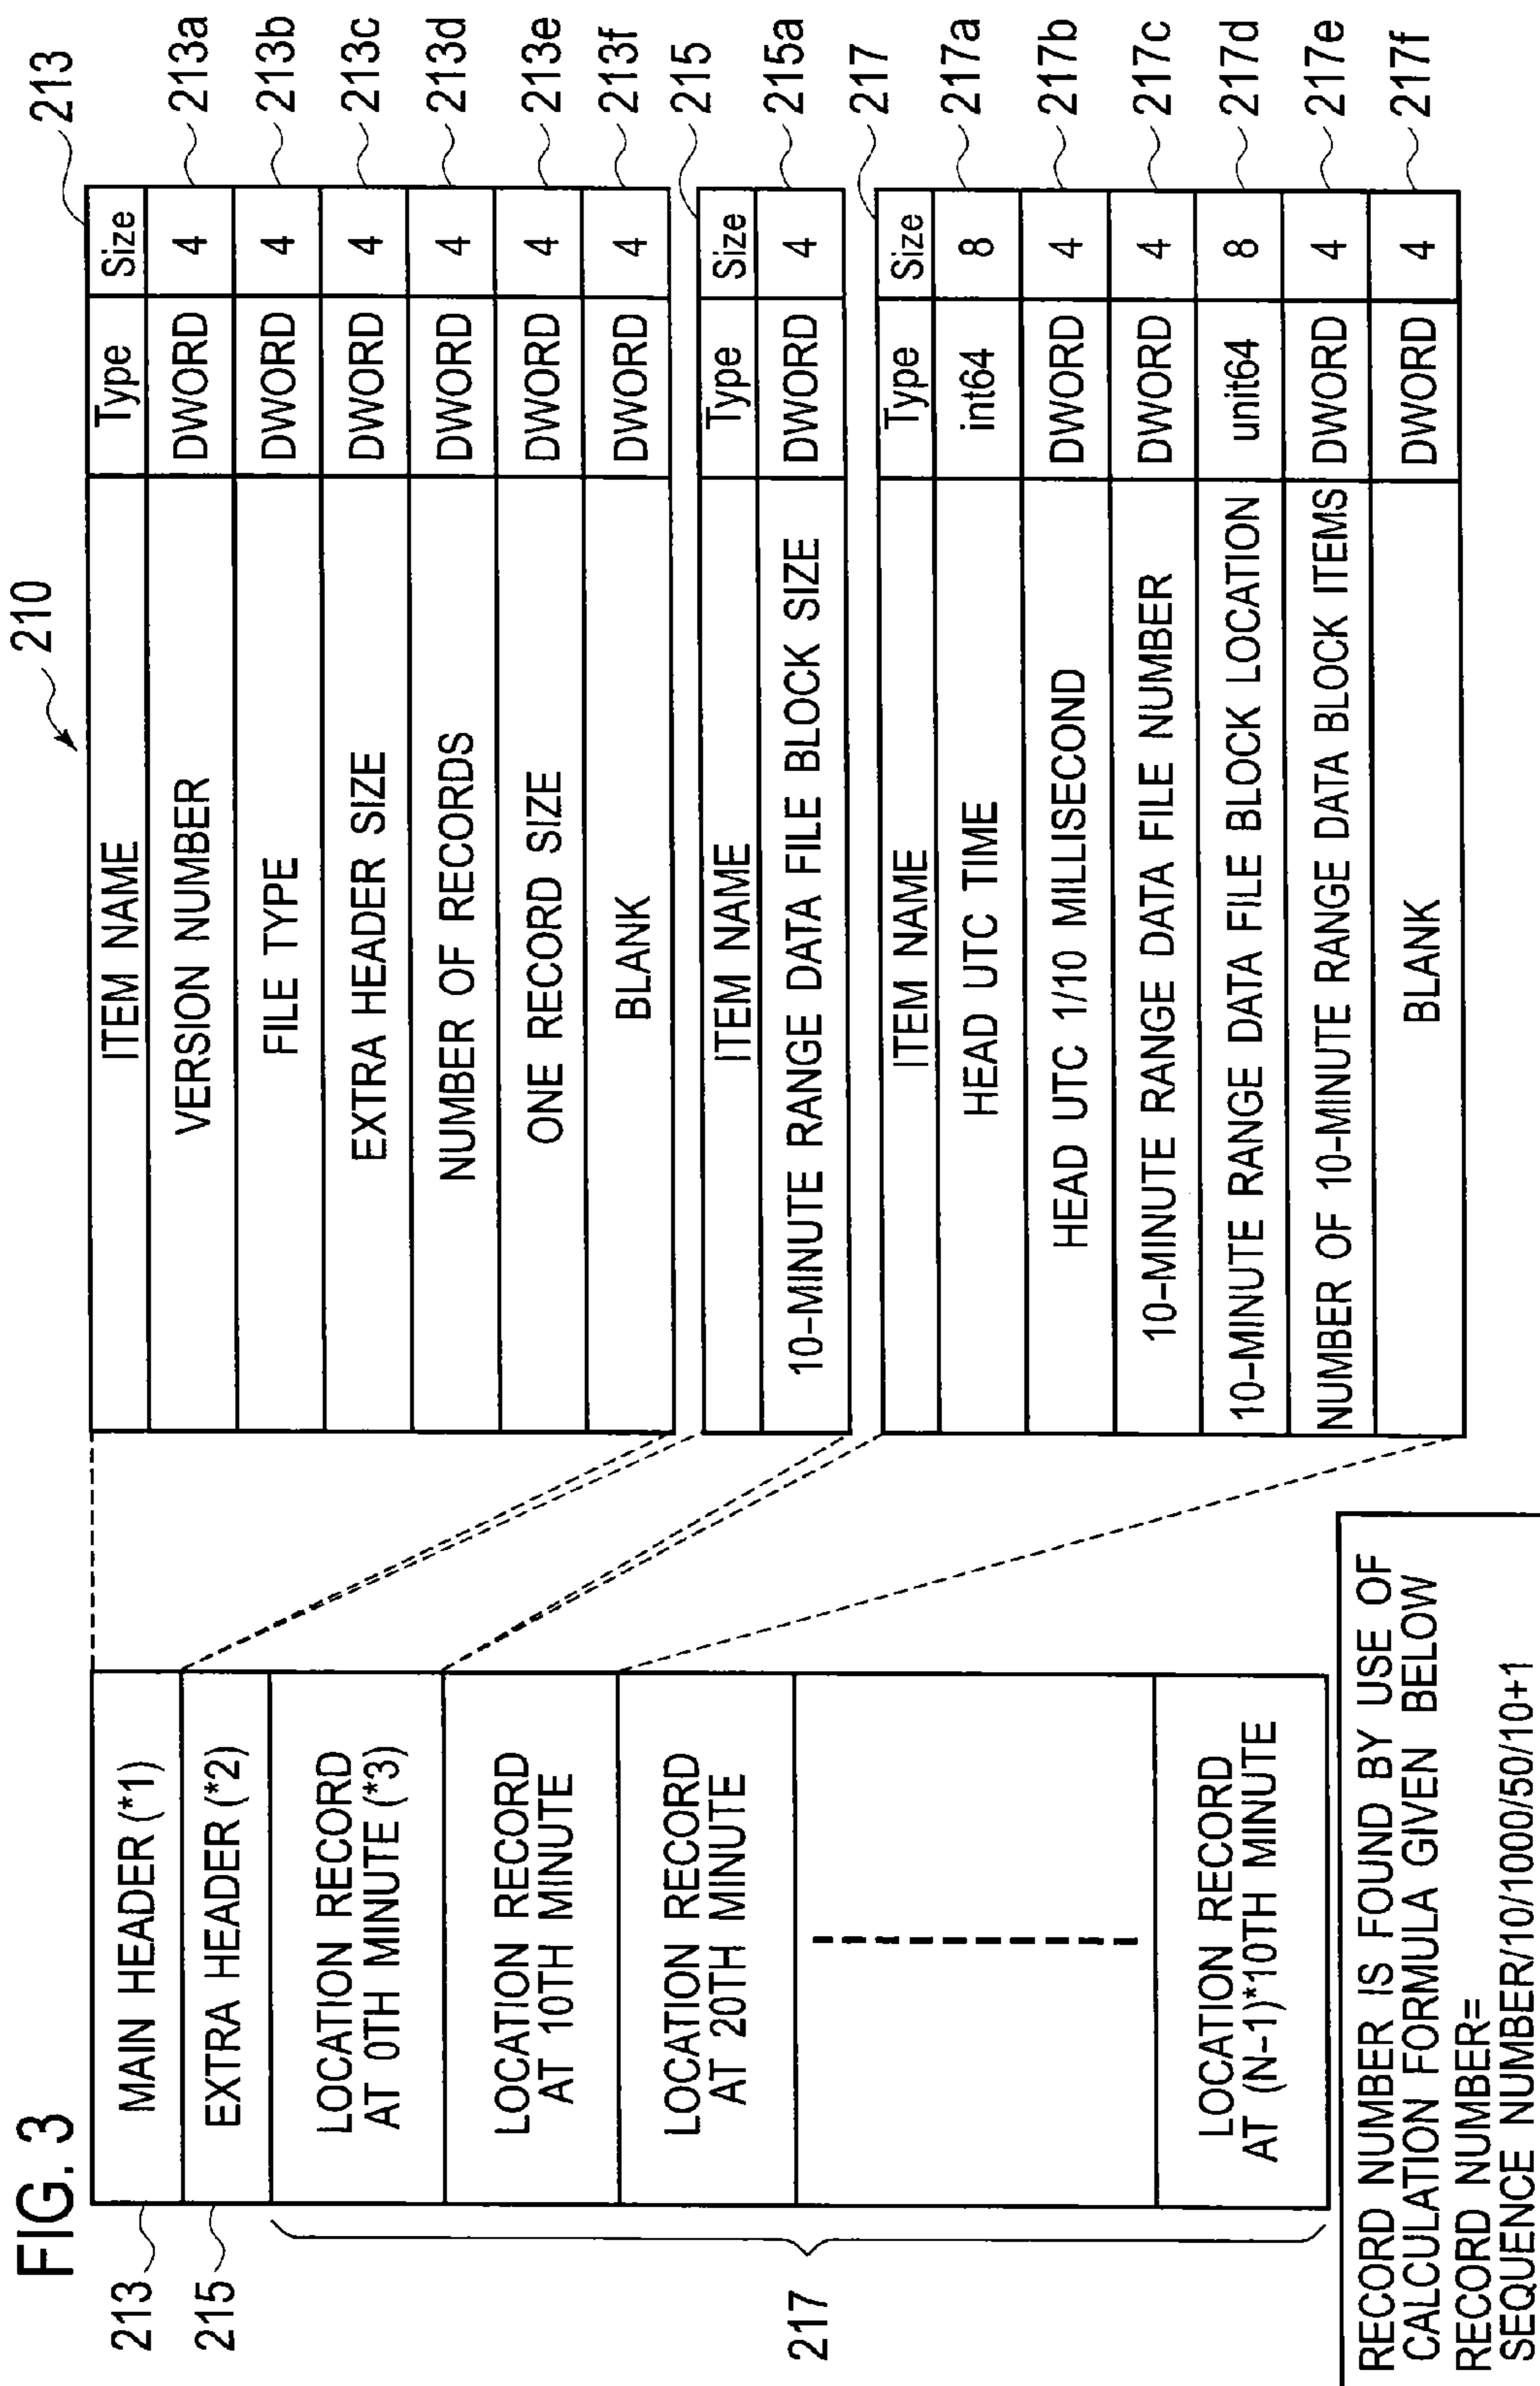 FIG. 3
210
213
MAIN HEADER (*1)
215
EXTRA HEADER (*2)
217
LOCATION RECORD
AT 0TH MINUTE (*3)
LOCATION RECORD
AT 10TH MINUTE
LOCATION RECORD
AT 20TH MINUTE
LOCATION RECORD
AT (N-1)*10TH MINUTE
213
ITEM NAME Type Size
VERSION NUMBER DWORD 4 213a
FILE TYPE DWORD 4 213b
EXTRA HEADER SIZE DWORD 4 213c
NUMBER OF RECORDS DWORD 4 213d
ONE RECORD SIZE DWORD 4 213e
BLANK DWORD 4 213f
215
ITEM NAME Type Size
10-MINUTE RANGE DATA FILE BLOCK SIZE DWORD 4 215a
217
ITEM NAME Type Size
HEAD UTC TIME int64 8 217a
HEAD UTC 1/10 MILLISECOND DWORD 4 217b
10-MINUTE RANGE DATA FILE NUMBER DWORD 4 217c
10-MINUTE RANGE DATA FILE BLOCK LOCATION unit64 8 217d
NUMBER OF 10-MINUTE RANGE DATA BLOCK ITEMS DWORD 4 217e
BLANK DWORD 4 217f
RECORD NUMBER IS FOUND BY USE OF
CALCULATION FORMULA GIVEN BELOW
RECORD NUMBER=
SEQUENCE NUMBER/10/1000/50/10+1